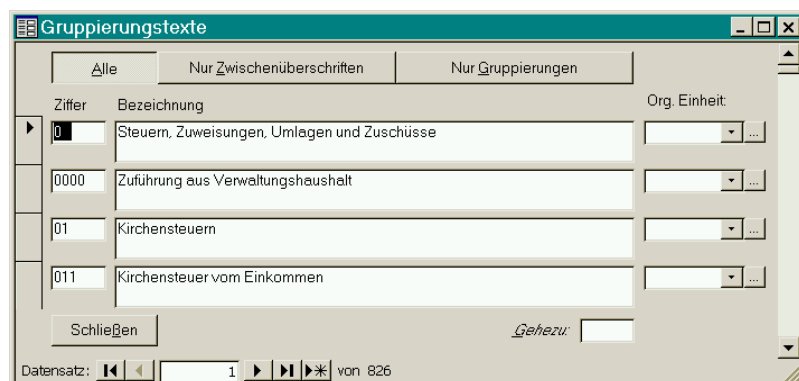 Gruppierungstexte
Alle Nur Zwischenüberschriften Nur Gruppierungen
Ziffer Bezeichnung Org. Einheit:
0 Steuern, Zuweisungen, Umlagen und Zuschüsse ...
0000 Zuführung aus Verwaltungshaushalt ...
01 Kirchensteuern ...
011 Kirchensteuer vom Einkommen ...
Schließen Gehezu:
Datensatz: 1 von 826